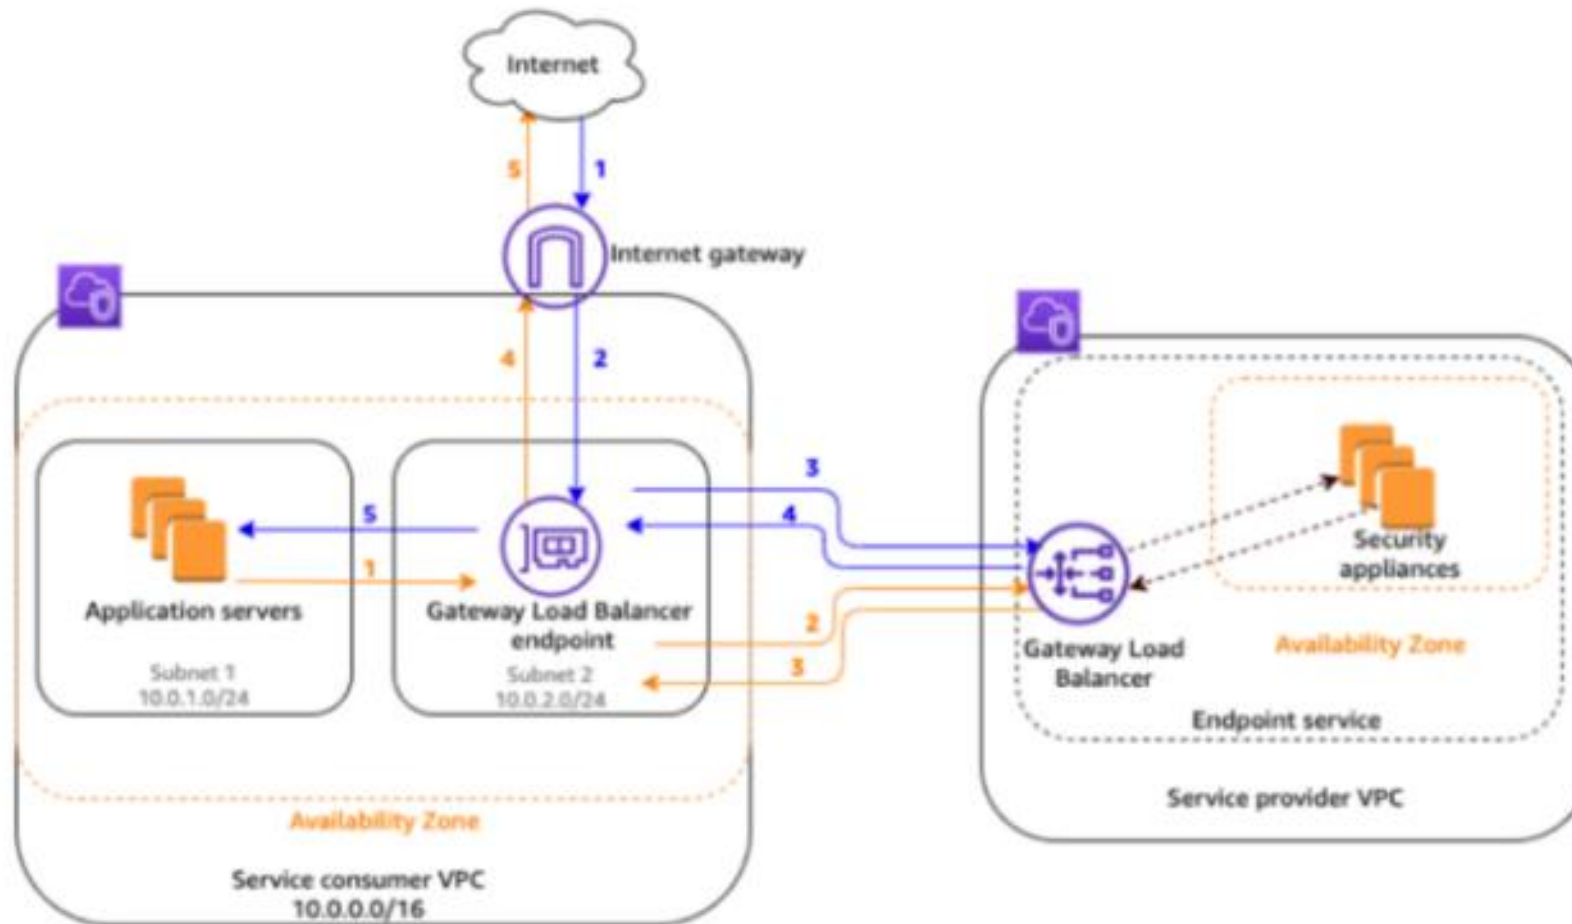 Internet
5
1
Internet gateway
4
2
3
4
5
1
2
3
Application servers
Subnet 1
10.0.1.0/24
Gateway Load Balancer
endpoint
Subnet 2
10.0.2.0/24
Availability Zone
Service consumer VPC
10.0.0.0/16
Security
appliances
Availability Zone
Gateway Load
Balancer
Endpoint service
Service provider VPC